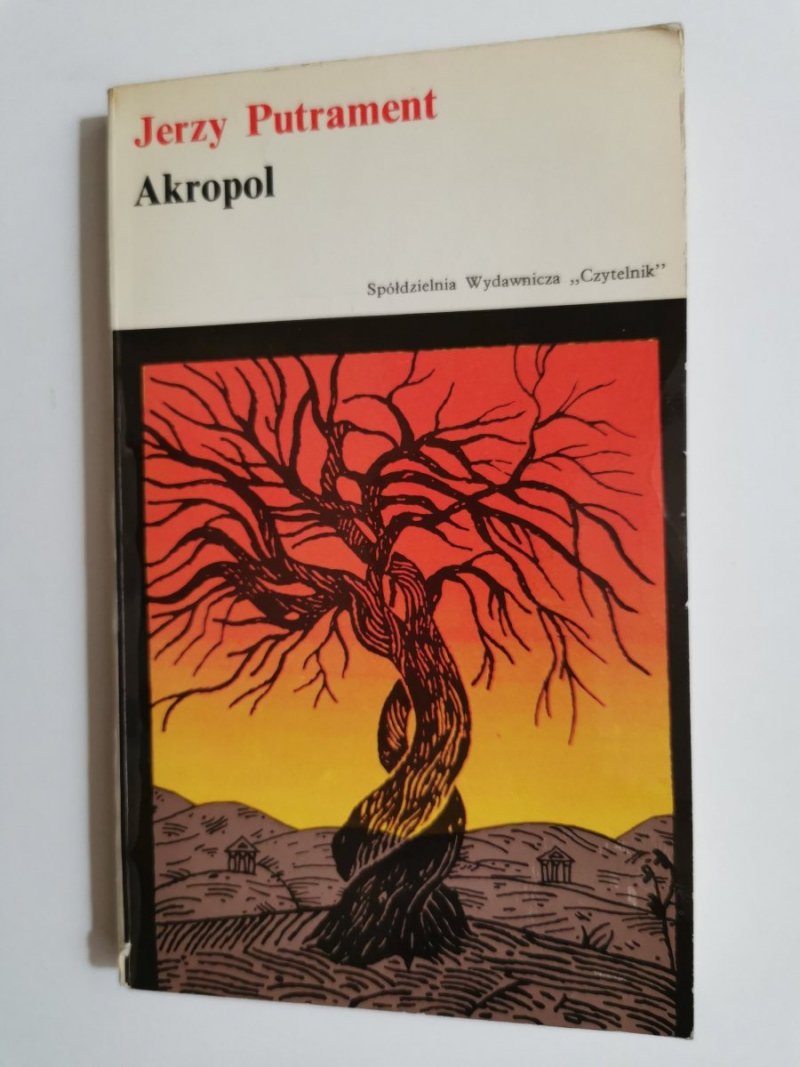 Jerzy Putrament
Akropol
Spółdzielnia Wydawnicza „Czytelnik”